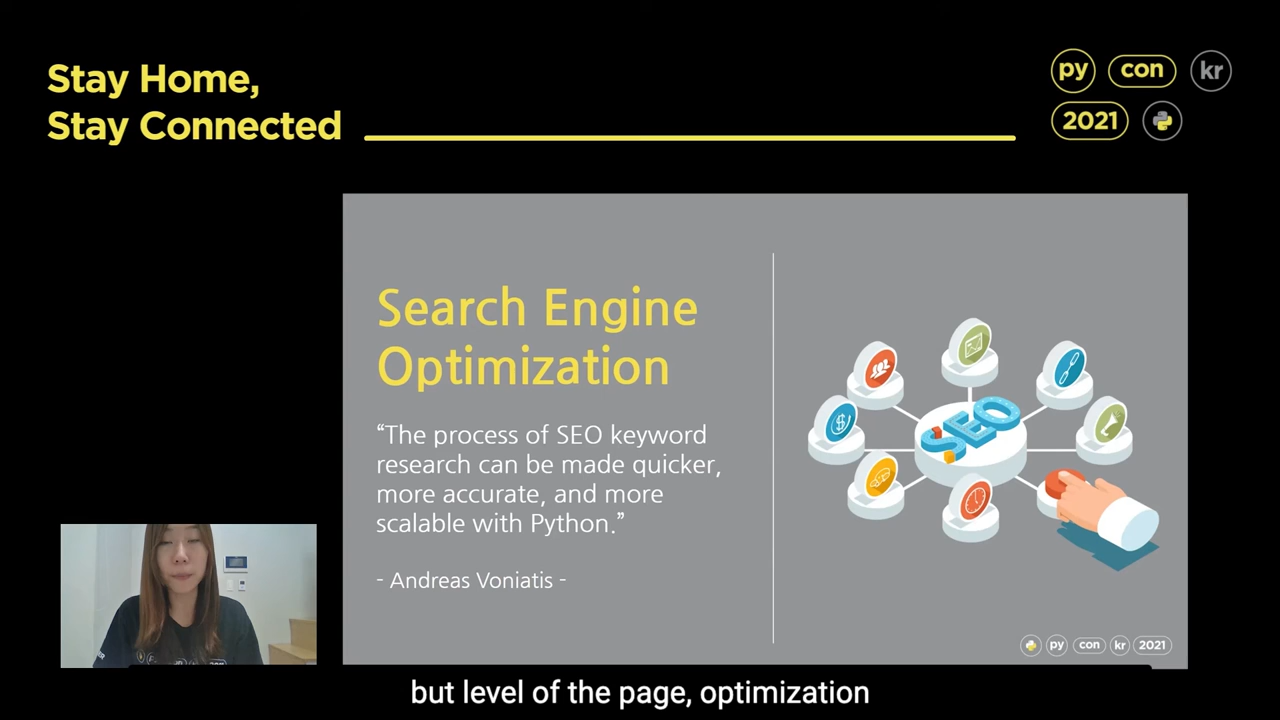 Stay Home,
Stay Connected
py con kr
2021
Search Engine
Optimization
“The process of SEO keyword
research can be made quicker,
more accurate, and more
scalable with Python.”
- Andreas Voniatis -
SEO
py con kr 2021
but level of the page, optimization